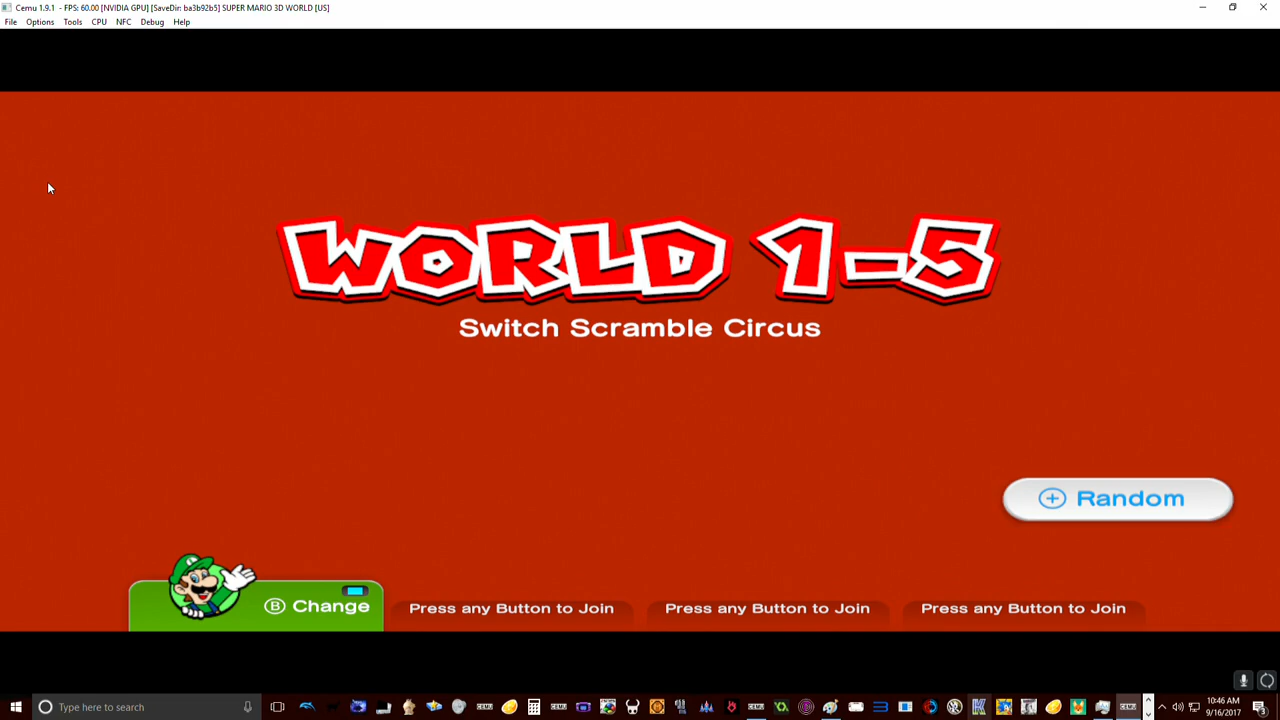 Cemu 1.9.1 - FPS: 60.00 [NVIDIA GPU] [SaveDir: ba3b92b5] SUPER MARIO 3D WORLD [US]
File Options Tools CPU NFC Debug Help
WORLD 1-5
Switch Scramble Circus
+ Random
B Change
Press any Button to Join
Press any Button to Join
Press any Button to Join
Type here to search
10:46 AM
9/16/2017